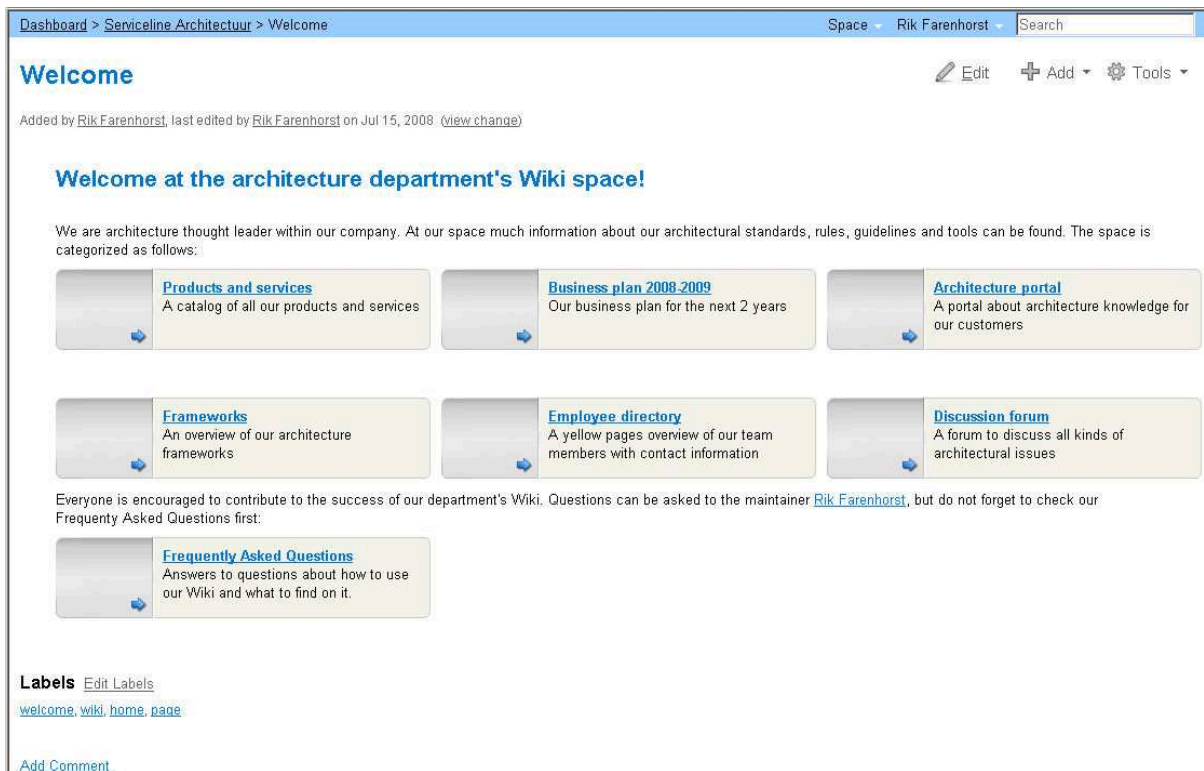 Dashboard > Serviceline Architectuur > Welcome Space Rik Farenhorst Search
Welcome
Edit Add Tools
Added by Rik Farenhorst, last edited by Rik Farenhorst on Jul 15, 2008 (view change)
Welcome at the architecture department's Wiki space!
We are architecture thought leader within our company. At our space much information about our architectural standards, rules, guidelines and tools can be found. The space is
categorized as follows:
Products and services
A catalog of all our products and services
Business plan 2008-2009
Our business plan for the next 2 years
Architecture portal
A portal about architecture knowledge for
our customers
Frameworks
An overview of our architecture
frameworks
Employee directory
A yellow pages overview of our team
members with contact information
Discussion forum
A forum to discuss all kinds of
architectural issues
Everyone is encouraged to contribute to the success of our department's Wiki. Questions can be asked to the maintainer Rik Farenhorst, but do not forget to check our
Frequenty Asked Questions first:
Frequently Asked Questions
Answers to questions about how to use
our Wiki and what to find on it.
Labels Edit Labels
welcome, wiki, home, page
Add Comment